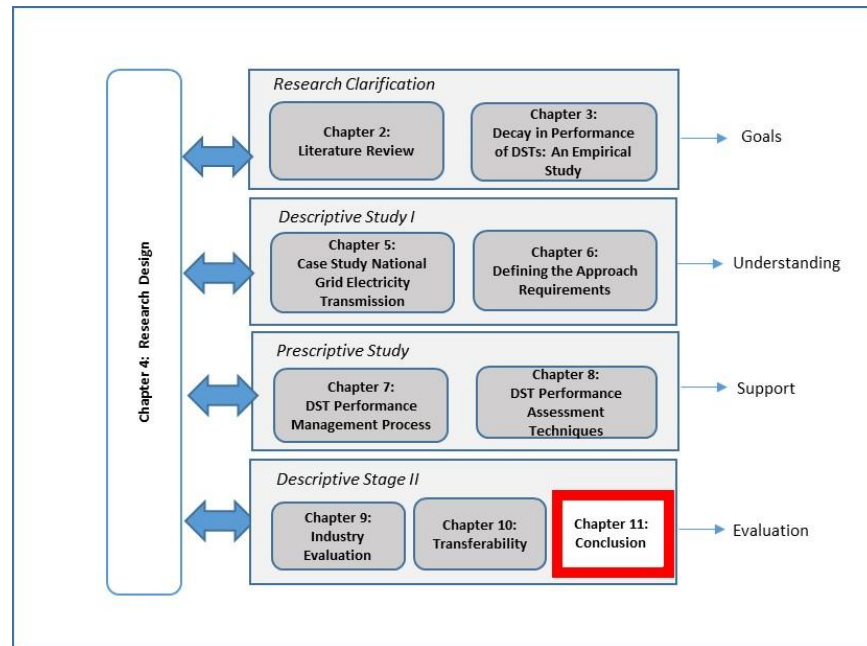 Chapter 4: Research Design
Research Clarification
Chapter 2:
Literature Review
Chapter 3:
Decay in Performance
of DSTs: An Empirical
Study
Goals
Descriptive Study I
Chapter 5:
Case Study National
Grid Electricity
Transmission
Chapter 6:
Defining the Approach
Requirements
Understanding
Prescriptive Study
Chapter 7:
DST Performance
Management Process
Chapter 8:
DST Performance
Assessment
Techniques
Support
Descriptive Stage II
Chapter 9:
Industry
Evaluation
Chapter 10:
Transferability
Chapter 11:
Conclusion
Evaluation